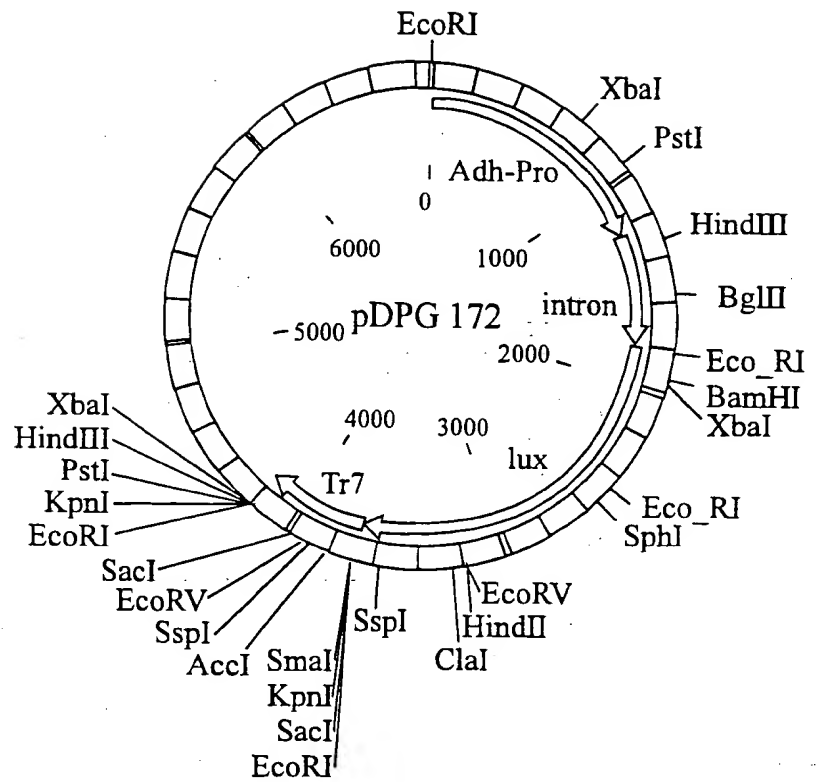 EcoRI
XbaI
PstI
Adh-Pro
0
HindIII
6000
1000
BglII
intron
pDPG 172
5000
2000
Eco_RI
BamHI
XbaI
XbaI
4000
3000
HindIII
lux
PstI
Tr7
KpnI
Eco_RI
EcoRI
SphI
SacI
EcoRV
EcoRV
SspI
SspI
HindII
AccI
SmaI
ClaI
KpnI
SacI
EcoRI